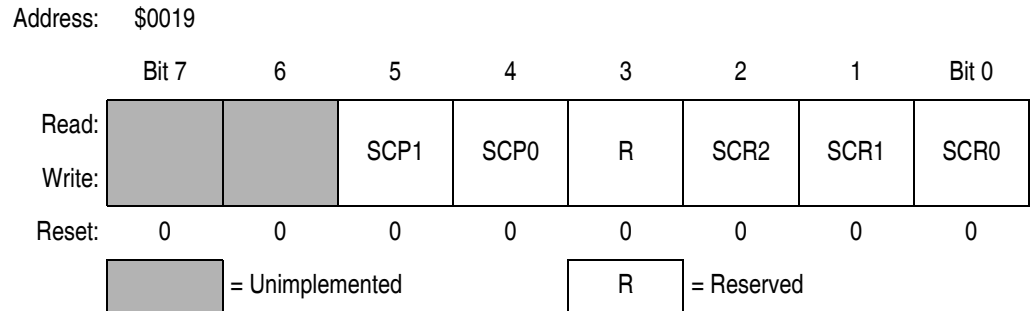 Address: $0019
Bit 7 6 5 4 3 2 1 Bit 0
Read:
SCP1 SCP0 R SCR2 SCR1 SCR0
Write:
Reset: 0 0 0 0 0 0 0 0
= Unimplemented R = Reserved